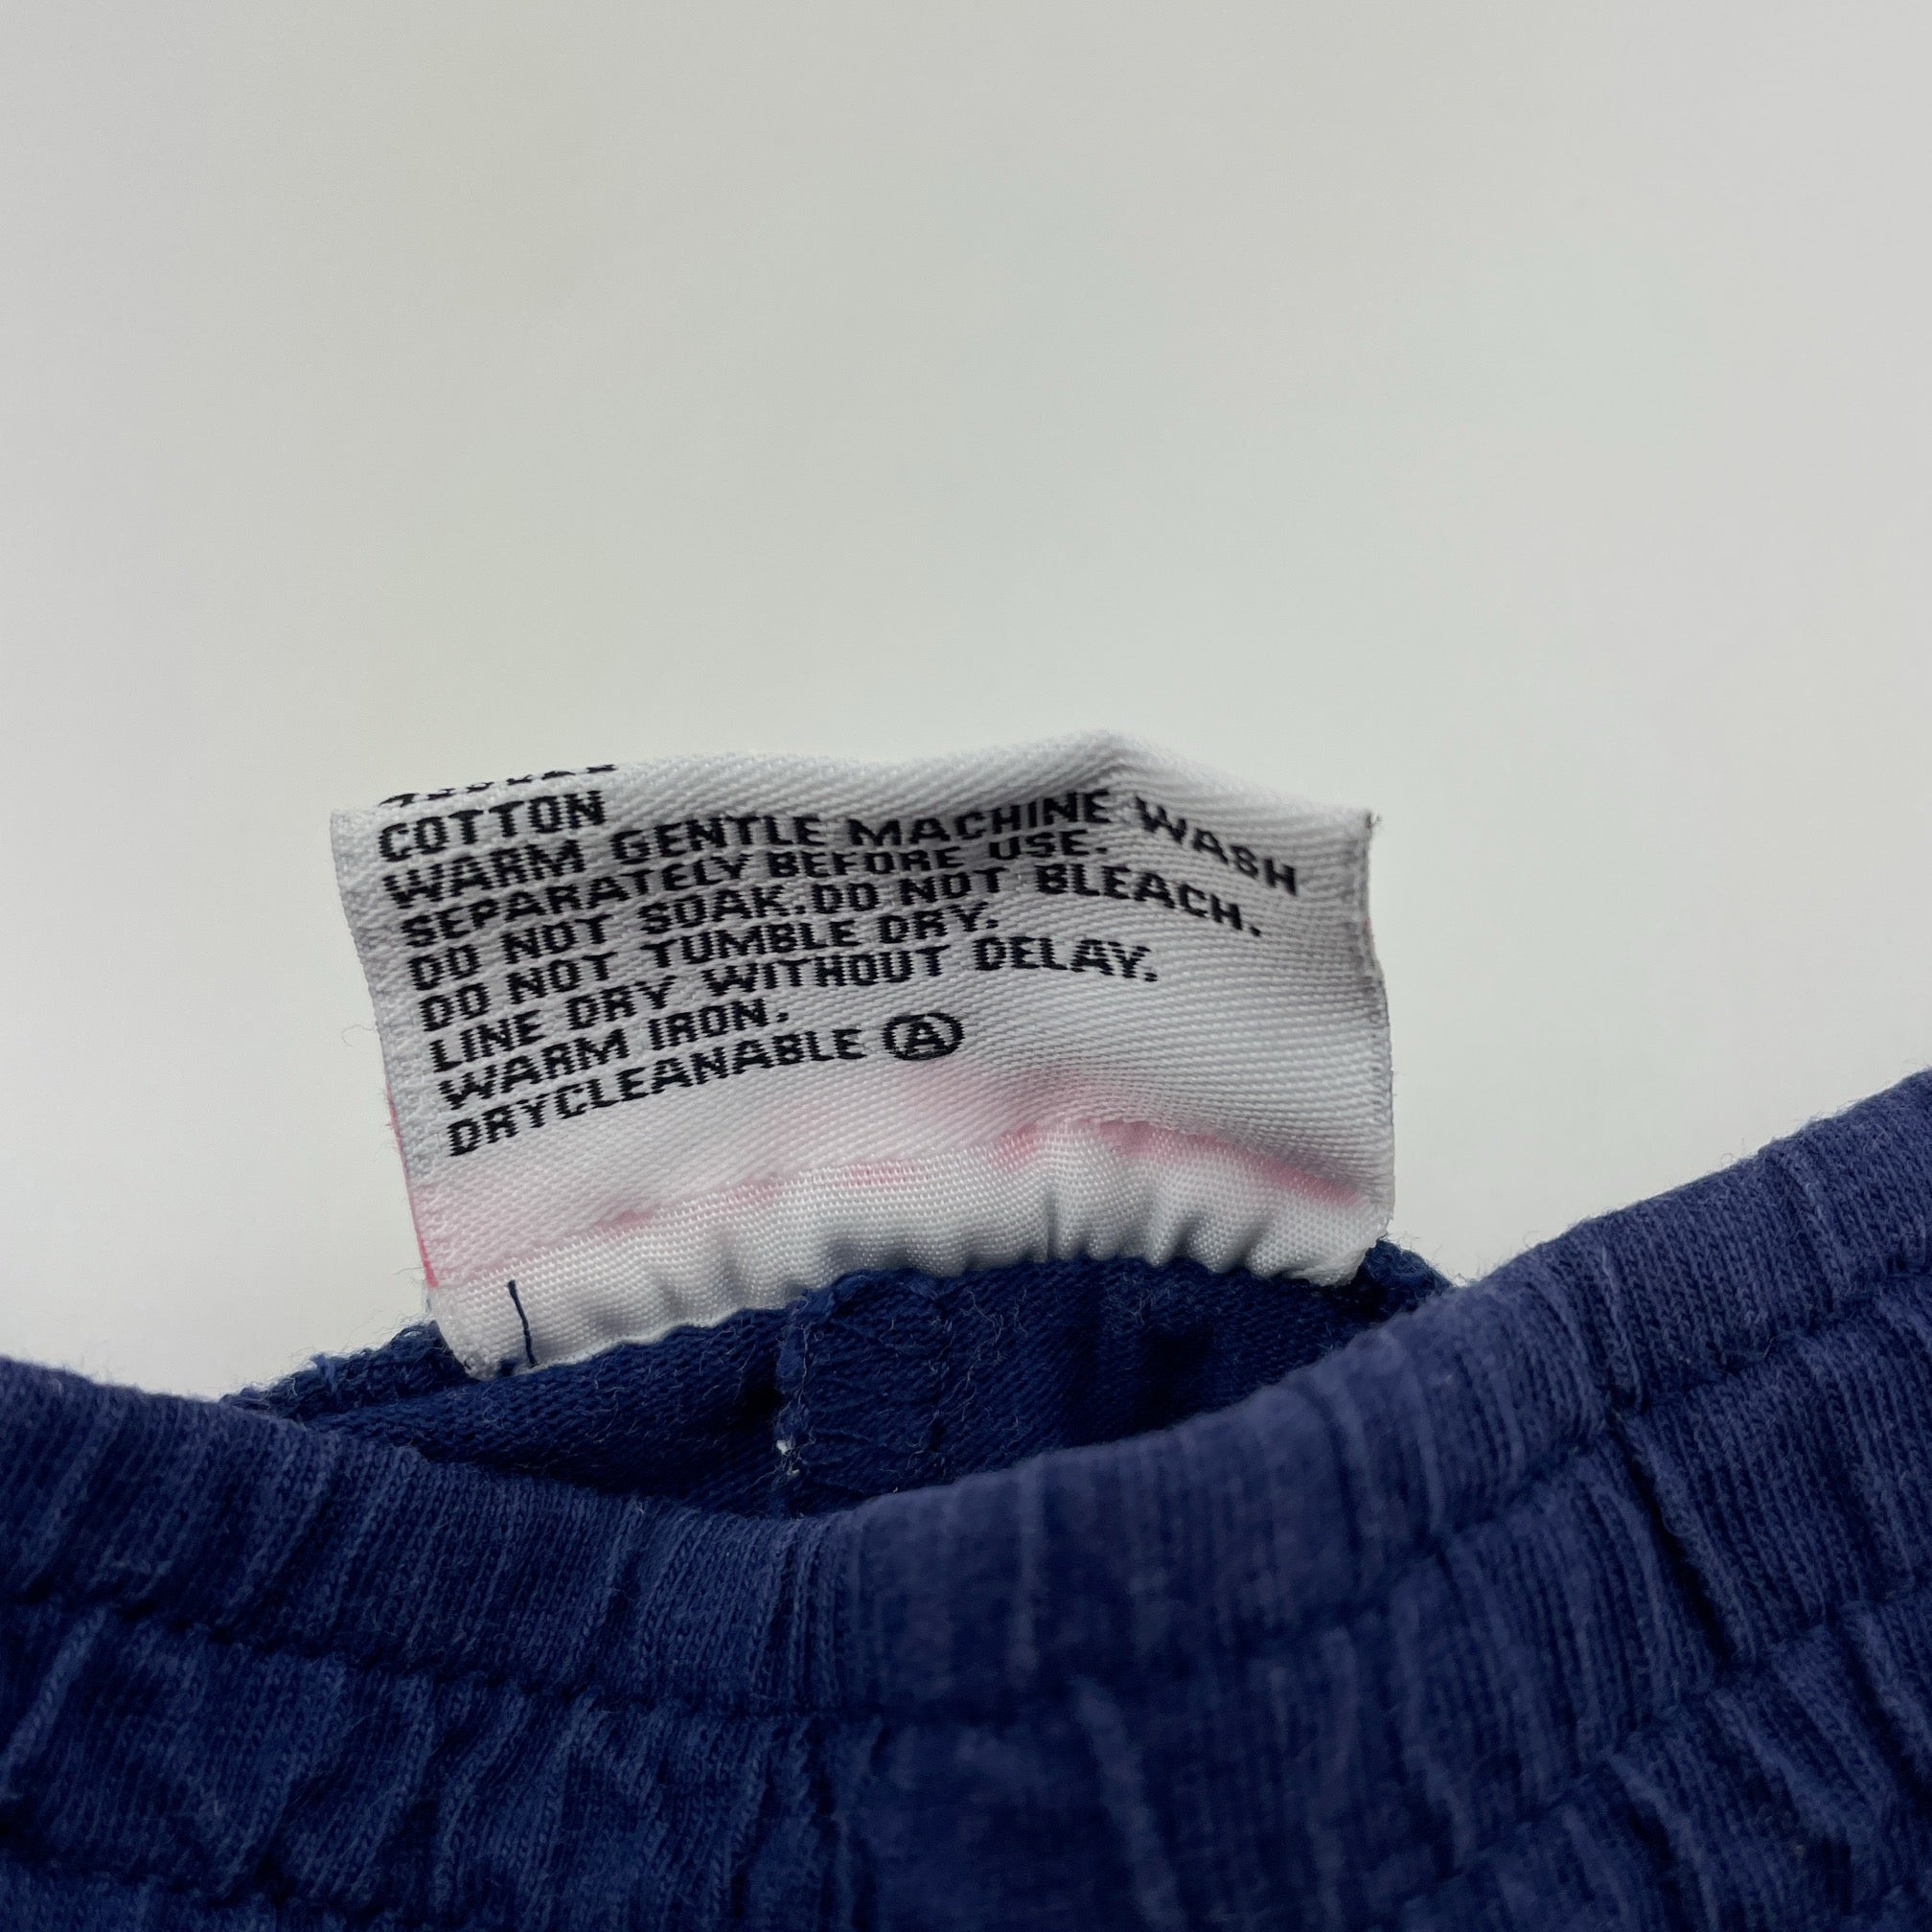 COTTON
WARM GENTLE MACHINE WASH
SEPARATELY BEFORE USE.
DO NOT SOAK.DO NOT BLEACH.
DO NOT TUMBLE DRY.
LINE DRY WITHOUT DELAY.
WARM IRON.
DRYCLEANABLE Ⓐ